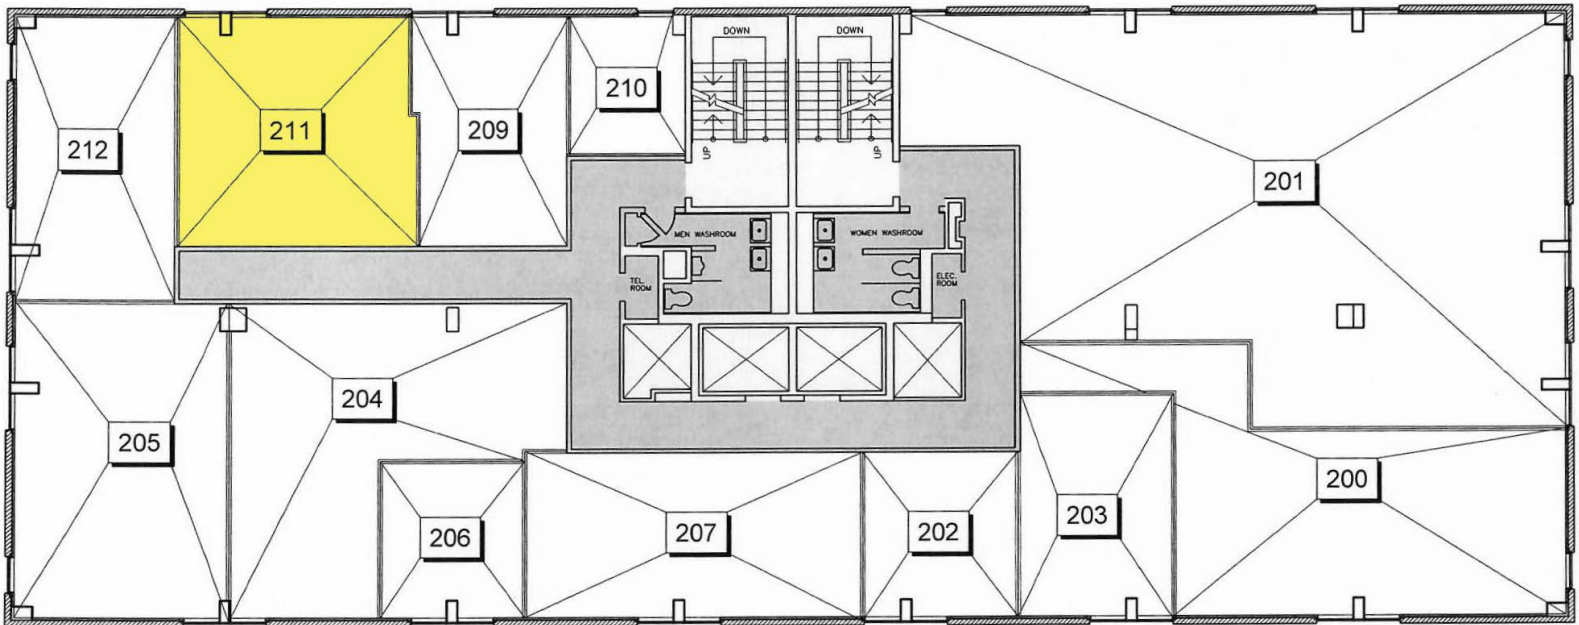 DOWN
DOWN
210
211
209
212
UP
UP
201
MEN WASHROOM
WOMEN WASHROOM
TEL.
ROOM
ELEC.
ROOM
204
205
200
203
206
207
202